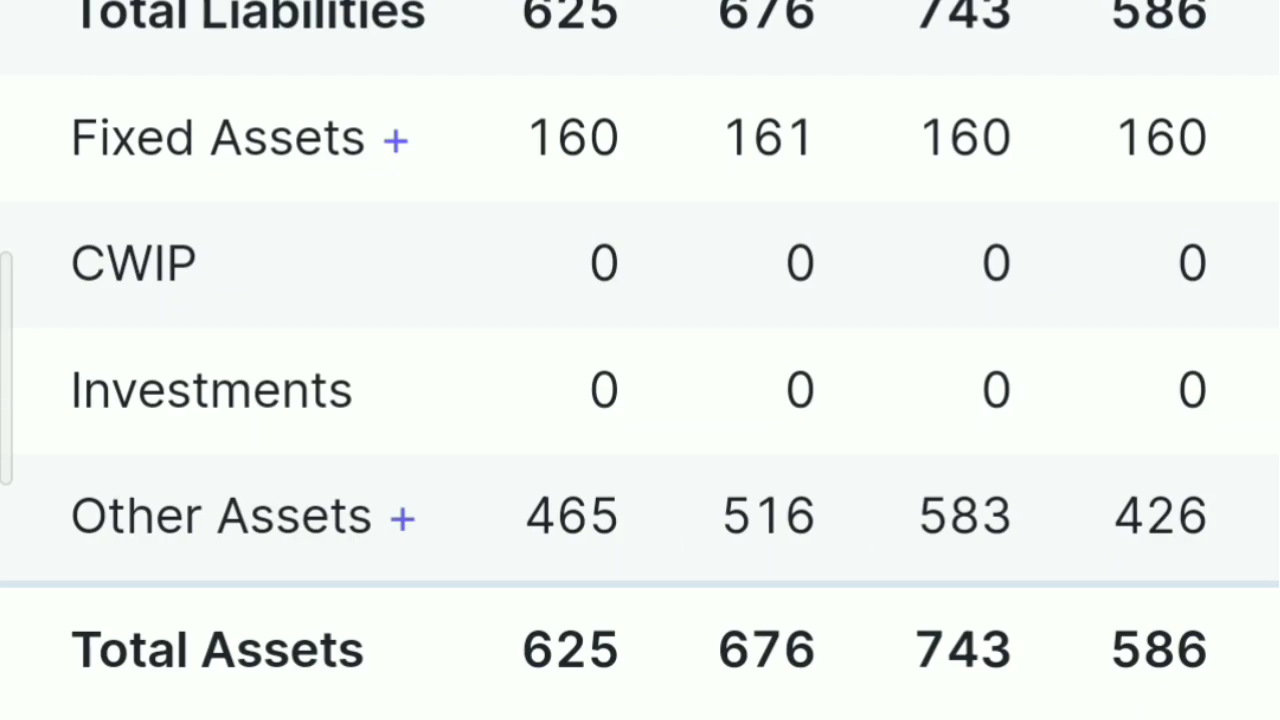 Total Liabilities 625 676 743 586
Fixed Assets + 160 161 160 160
CWIP 0 0 0 0
Investments 0 0 0 0
Other Assets + 465 516 583 426
Total Assets 625 676 743 586